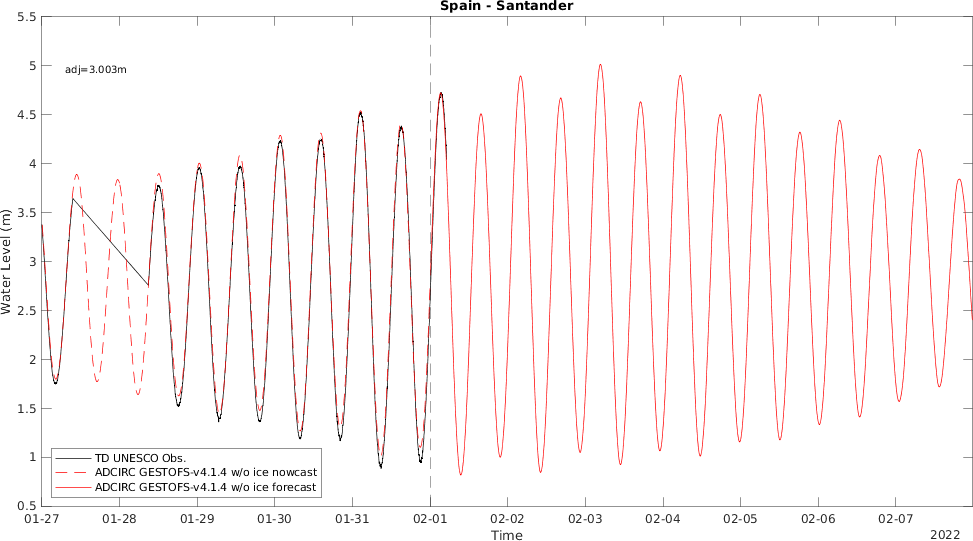 Spain - Santander
5.5
5
4.5
4
3.5
3
2.5
2
1.5
1
0.5
adj=3.003m
Water Level (m)
TD UNESCO Obs.
ADCIRC GESTOFS-v4.1.4 w/o ice nowcast
ADCIRC GESTOFS-v4.1.4 w/o ice forecast
01-27 01-28 01-29 01-30 01-31 02-01 02-02 02-03 02-04 02-05 02-06 02-07
Time
2022